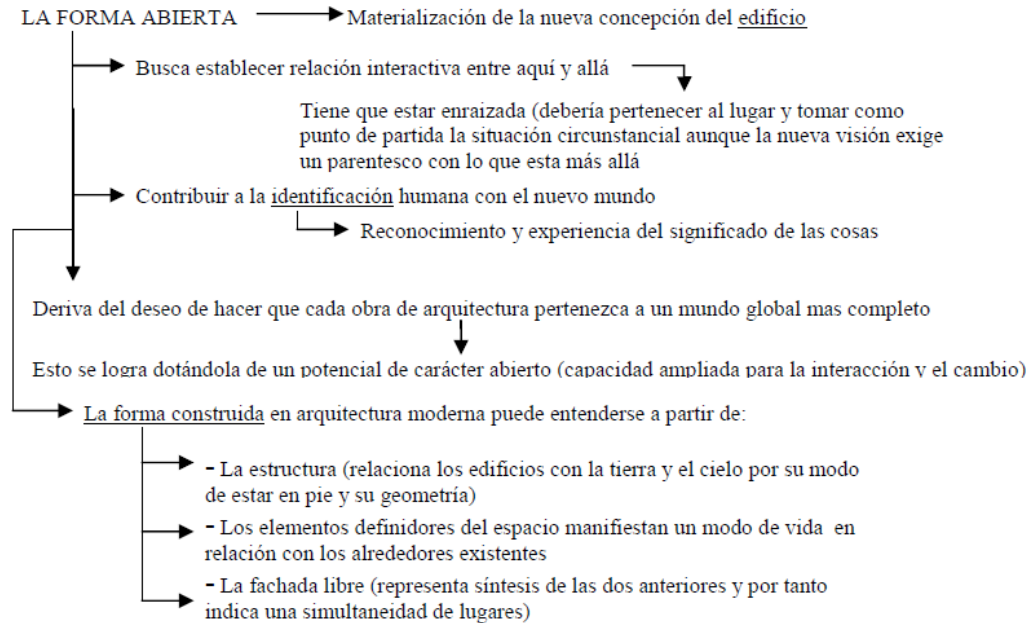 LA FORMA ABIERTA
Materialización de la nueva concepción del edificio
Busca establecer relación interactiva entre aquí y allá
Tiene que estar enraizada (debería pertenecer al lugar y tomar como
punto de partida la situación circunstancial aunque la nueva visión exige
un parentesco con lo que esta más allá
Contribuir a la identificación humana con el nuevo mundo
Reconocimiento y experiencia del significado de las cosas
Deriva del deseo de hacer que cada obra de arquitectura pertenezca a un mundo global mas completo
Esto se logra dotándola de un potencial de carácter abierto (capacidad ampliada para la interacción y el cambio)
La forma construida en arquitectura moderna puede entenderse a partir de:
- La estructura (relaciona los edificios con la tierra y el cielo por su modo
de estar en pie y su geometría)
- Los elementos definidores del espacio manifiestan un modo de vida en
relación con los alrededores existentes
- La fachada libre (representa síntesis de las dos anteriores y por tanto
indica una simultaneidad de lugares)